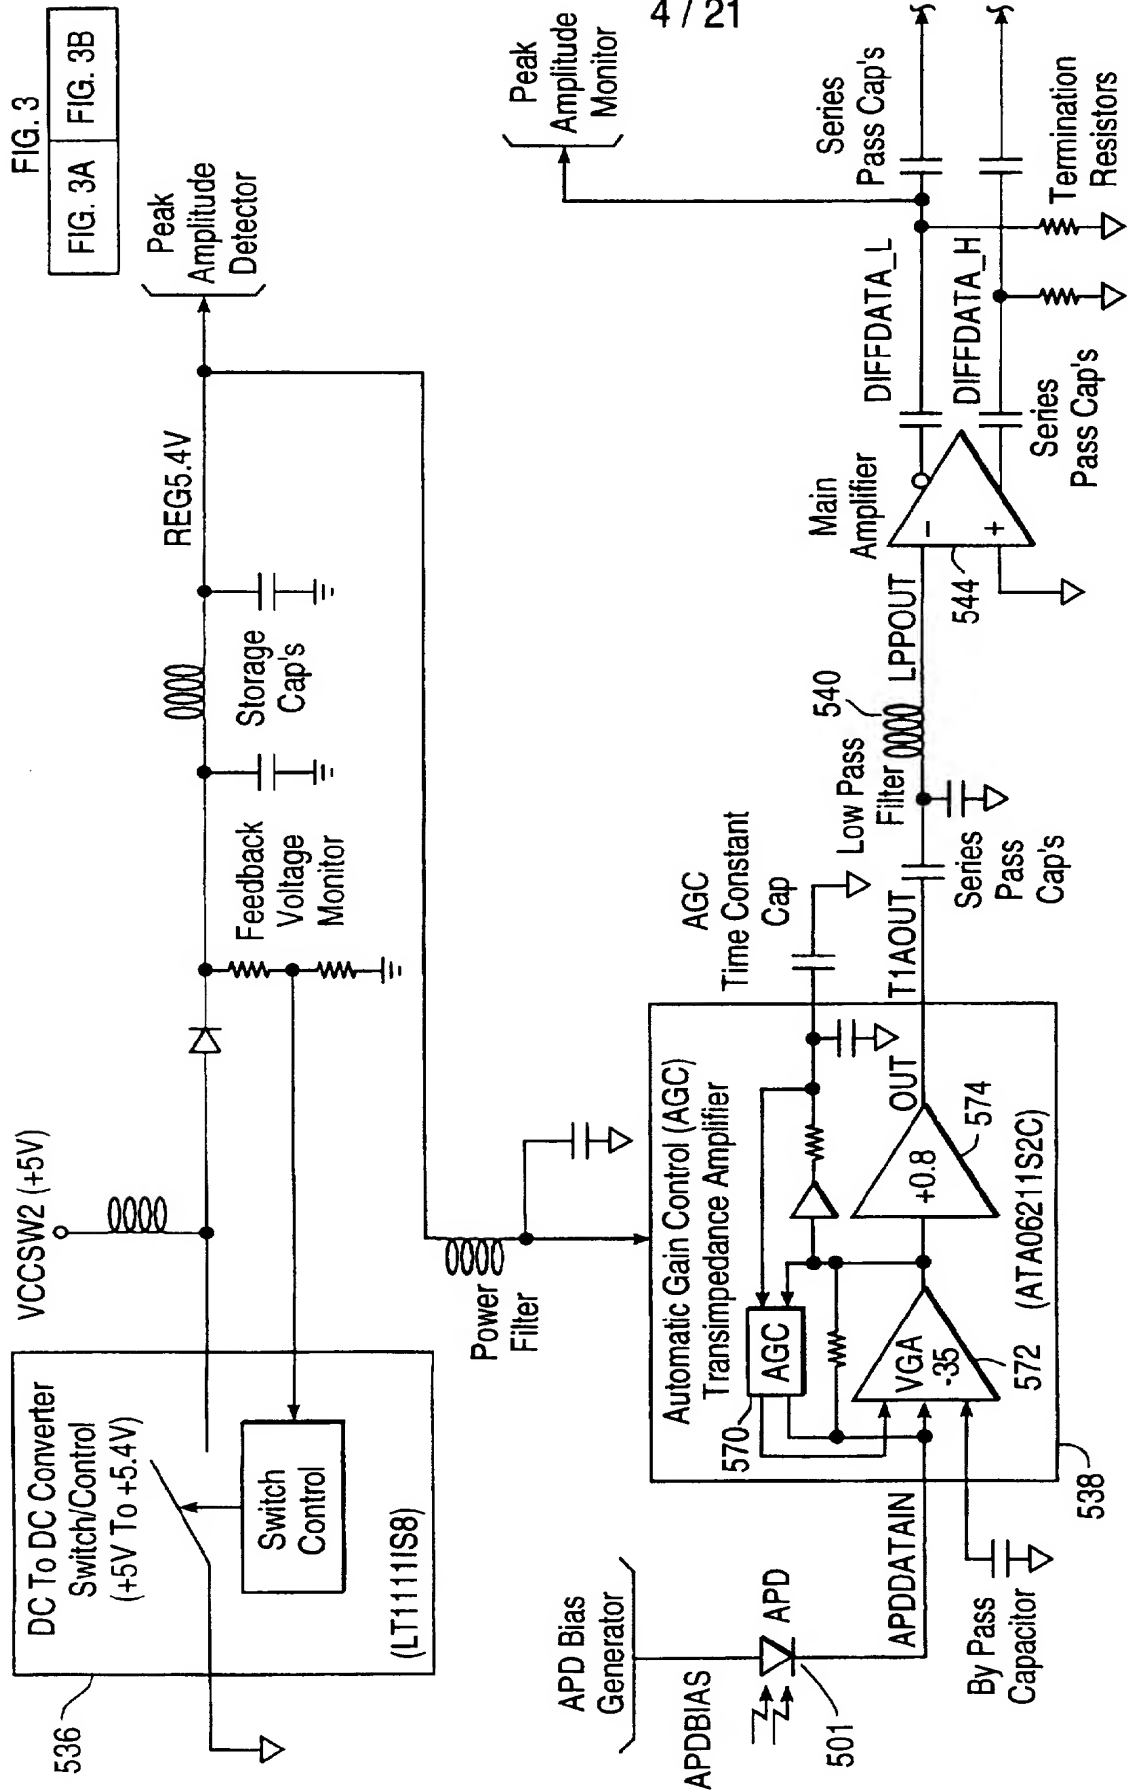 4 / 21
FIG. 3
FIG. 3A
FIG. 3B
536
DC To DC Converter
Switch/Control
(+5V To +5.4V)
Switch
Control
(LT1111IS8)
VCCSW2 (+5V)
Feedback
Voltage
Monitor
Storage
Cap's
REG5.4V
Peak
Amplitude
Detector
Power
Filter
APD Bias
Generator
APDBIAS
APD
501
APDDATAIN
By Pass
Capacitor
538
Automatic Gain Control (AGC)
Transimpedance Amplifier
570
AGC
VGA
-35
572
+0.8
574
OUT
(ATA06211S2C)
AGC
Time Constant
Cap
T1AOUT
Series
Pass
Cap's
Low Pass
Filter
540
LPPOUT
Main
Amplifier
544
-
+
DIFFDATA_L
DIFFDATA_H
Series
Pass Cap's
Peak
Amplitude
Monitor
Series
Pass Cap's
Termination
Resistors